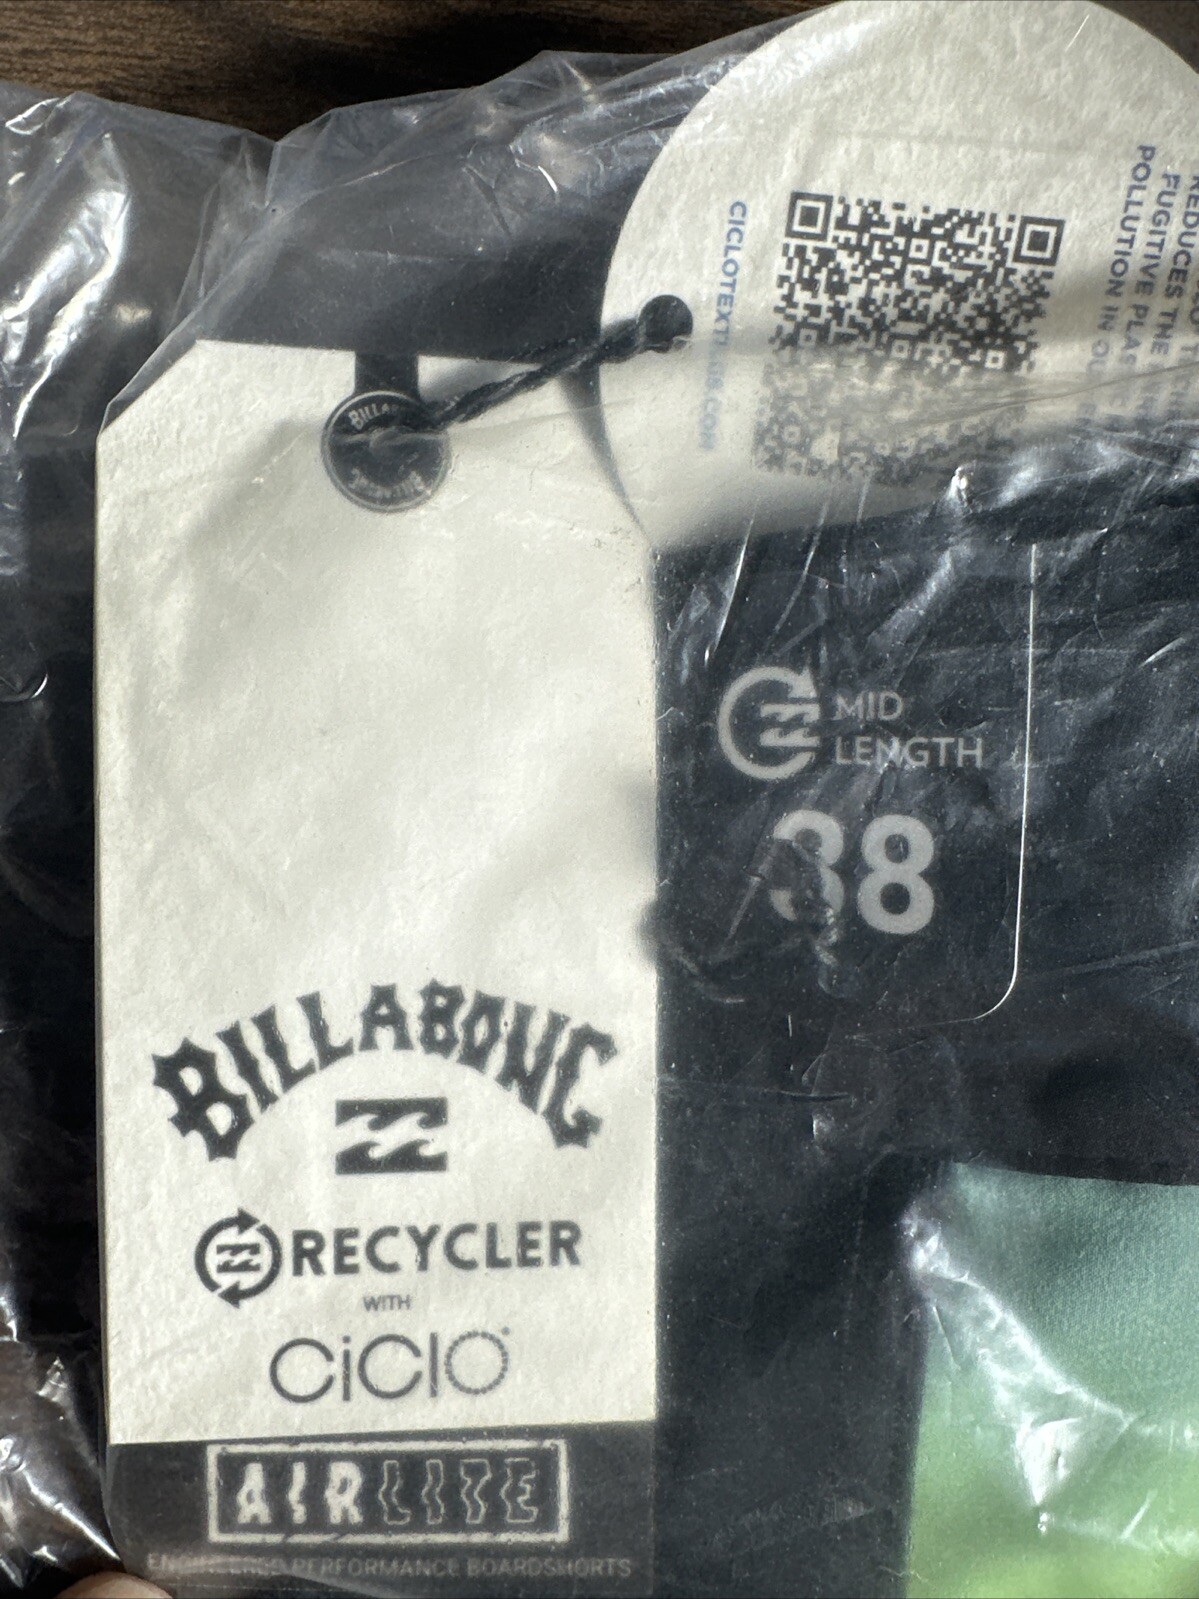 CICLOTEXTILES.COM
REDUCES
FUGITIVE PLAS
POLLUTION IN OU
BILLABONG
MID
LENGTH
38
BILLABONG
RECYCLER
WITH
CiCLO
AIRLITE
ENGINEERED PERFORMANCE BOARDSHORTS